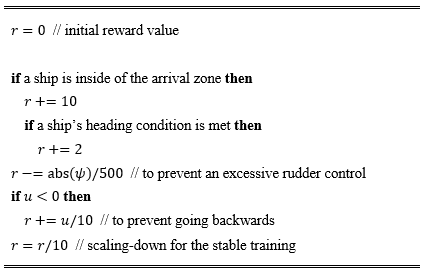 r = 0 // initial reward value
if a ship is inside of the arrival zone then
r += 10
if a ship's heading condition is met then
r += 2
r −= abs(ψ)/500 // to prevent an excessive rudder control
if u < 0 then
r += u/10 // to prevent going backwards
r = r/10 // scaling-down for the stable training